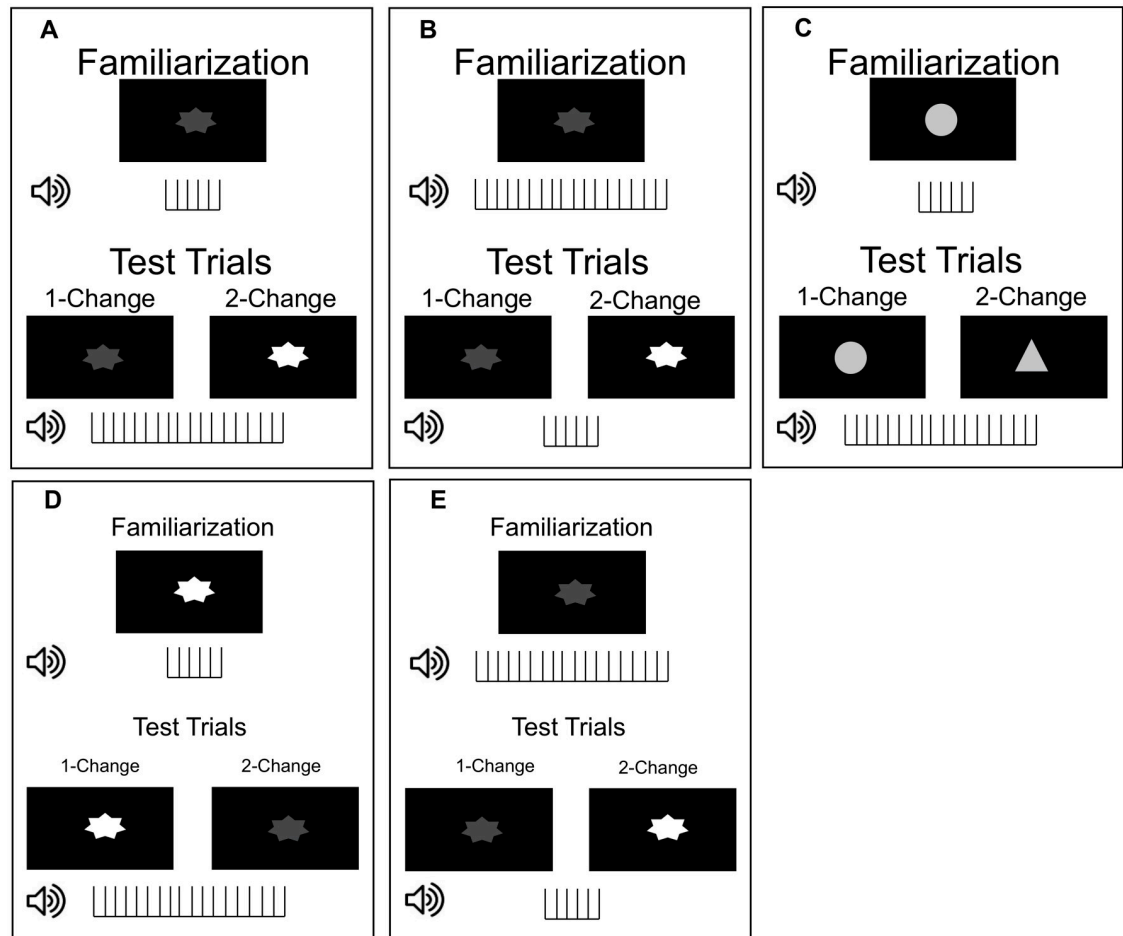 A
Familiarization
Test Trials
1-Change 2-Change
B
Familiarization
Test Trials
1-Change 2-Change
C
Familiarization
Test Trials
1-Change 2-Change
D
Familiarization
Test Trials
1-Change 2-Change
E
Familiarization
Test Trials
1-Change 2-Change